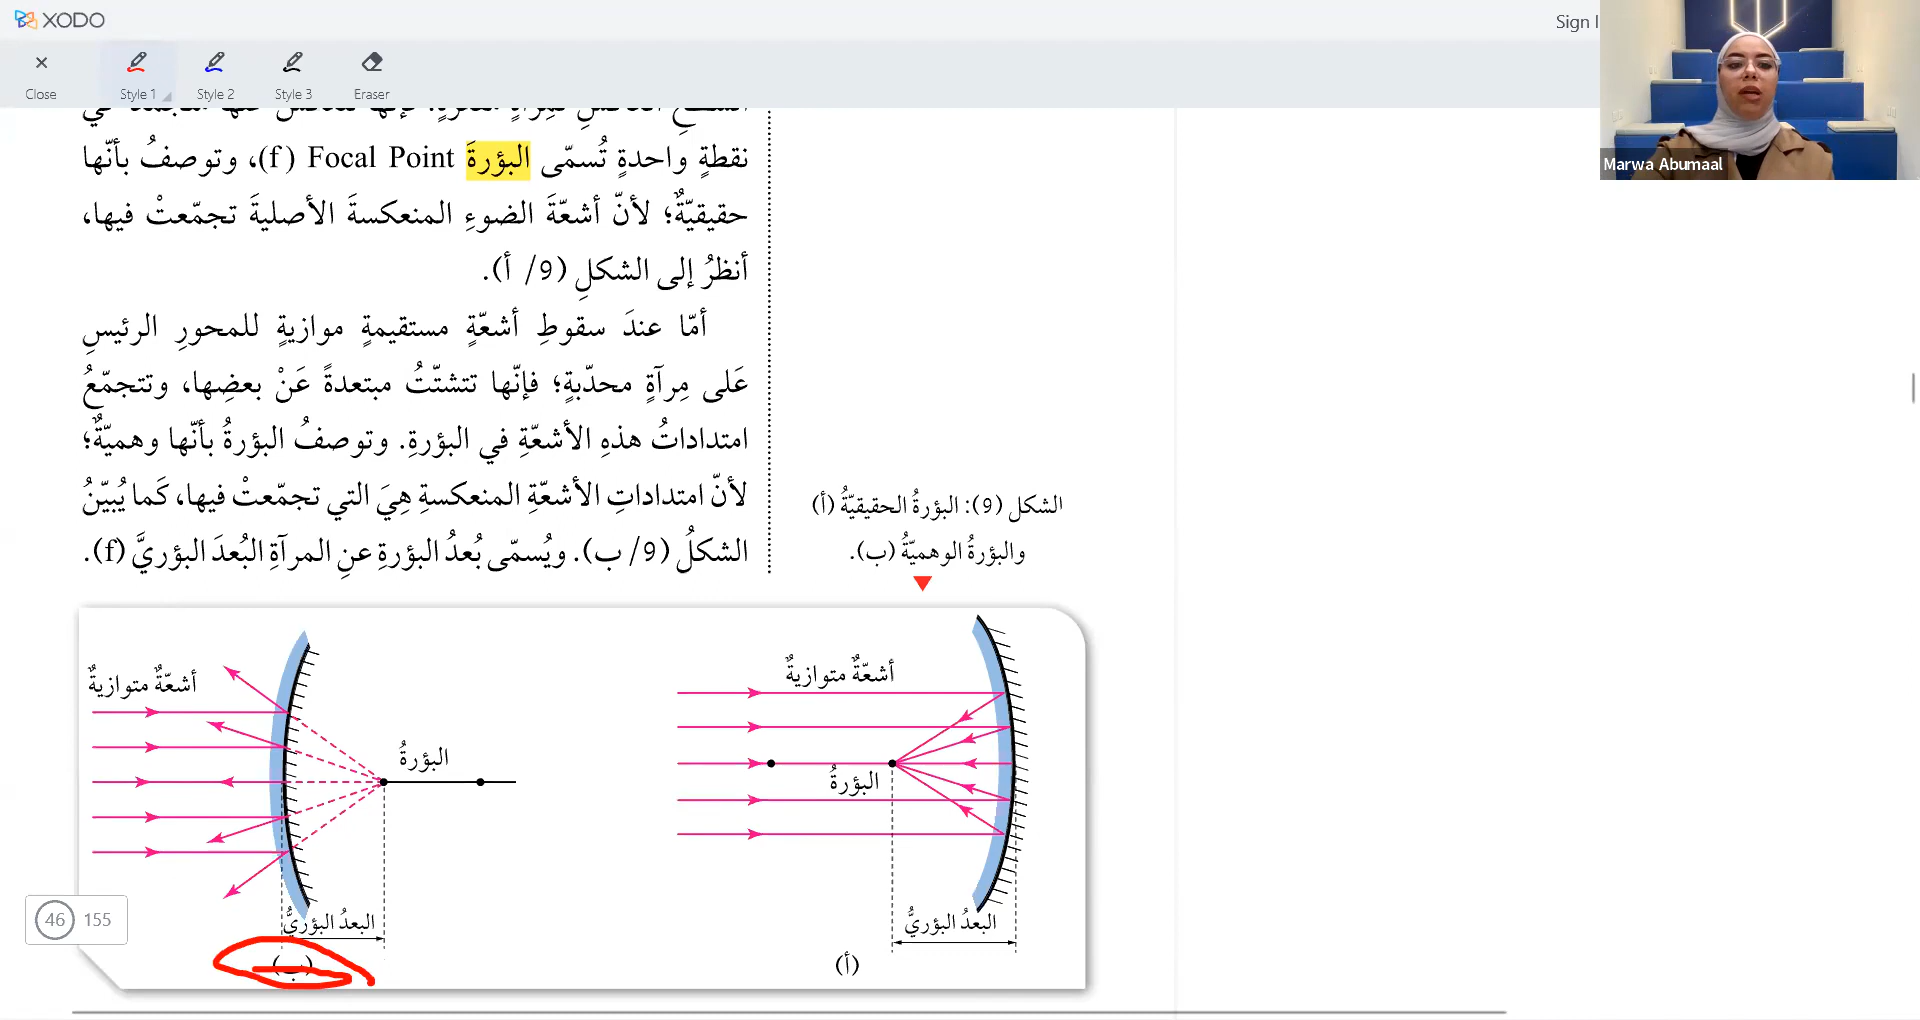 XODO
Sign I
Close
Style 1
Style 2
Style 3
Eraser
Marwa Abumaal
نقطةٍ واحدةٍ تُسمّى البؤرةَ Focal Point (f)، وتوصفُ بأنّها
حقيقيّةٌ؛ لأنّ أشعّةَ الضوءِ المنعكسةَ الأصليةَ تجمّعتْ فيها،
أنظرُ إلى الشكلِ (9/ أ).
أمّا عندَ سقوطِ أشعّةٍ مستقيمةٍ موازيةٍ للمحورِ الرئيسِ
عَلى مِرآةٍ محدّبةٍ؛ فإنّها تتشتّتُ مبتعدةً عَنْ بعضِها، وتتجمّعُ
امتداداتُ هذهِ الأشعّةِ في البؤرةِ. وتوصفُ البؤرةُ بأنّها وهميّةٌ؛
لأنّ امتداداتِ الأشعّةِ المنعكسةِ هِيَ التي تجمّعتْ فيها، كَما يُبيّنُ
الشكلُ (9/ ب). ويُسمّى بُعدُ البؤرةِ عنِ المرآةِ البُعدَ البؤريَّ (f).
الشكل (9): البؤرةُ الحقيقيّةُ (أ)
والبؤرةُ الوهميّةُ (ب).
أشعّةٌ متوازيةٌ
البؤرةُ
البعدُ البؤريُّ
(أ)
أشعّةٌ متوازيةٌ
البؤرةُ
البعدُ البؤريُّ
(ب)
46 155